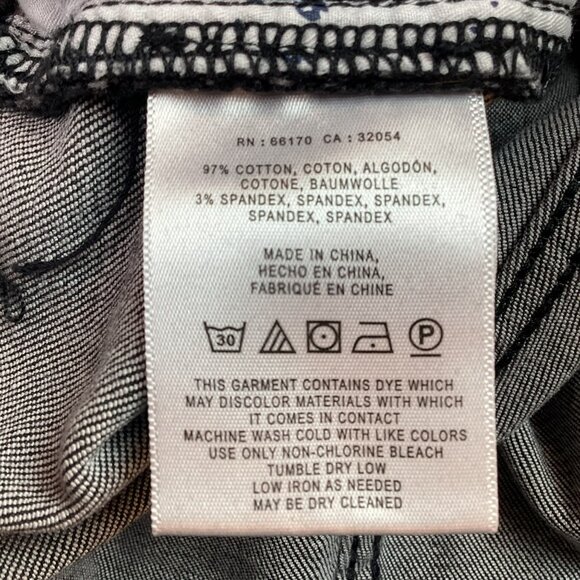 RN : 66170 CA : 32054
97% COTTON, COTON, ALGODÓN,
COTONE, BAUMWOLLE
3% SPANDEX, SPANDEX, SPANDEX,
SPANDEX, SPANDEX
MADE IN CHINA,
HECHO EN CHINA,
FABRIQUÉ EN CHINE
30 P
THIS GARMENT CONTAINS DYE WHICH
MAY DISCOLOR MATERIALS WITH WHICH
IT COMES IN CONTACT
MACHINE WASH COLD WITH LIKE COLORS
USE ONLY NON-CHLORINE BLEACH
TUMBLE DRY LOW
LOW IRON AS NEEDED
MAY BE DRY CLEANED